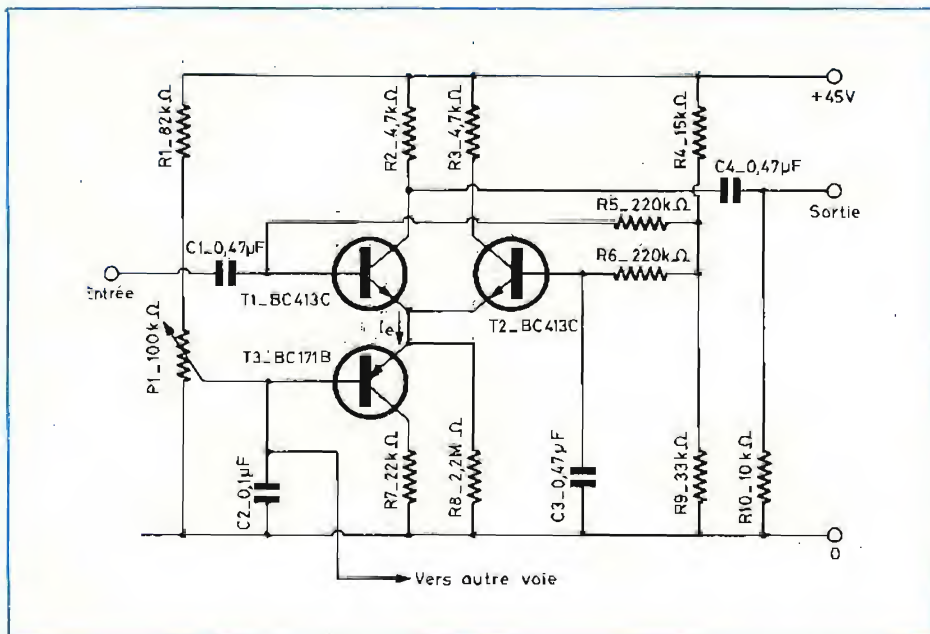 +45V
R1_82kΩ
R2_4,7kΩ
R3_4,7kΩ
R4_15kΩ
C4_0,47µF
Sortie
R5_220kΩ
C1_0,47µF
R6_220kΩ
Entrée
T1_BC413C
T2_BC413C
Ie
P1_100kΩ
T3_BC171B
C2_0,1µF
R7_22kΩ
R8_2,2MΩ
C3_0,47µF
R9_33kΩ
R10_10kΩ
0
Vers autre voie